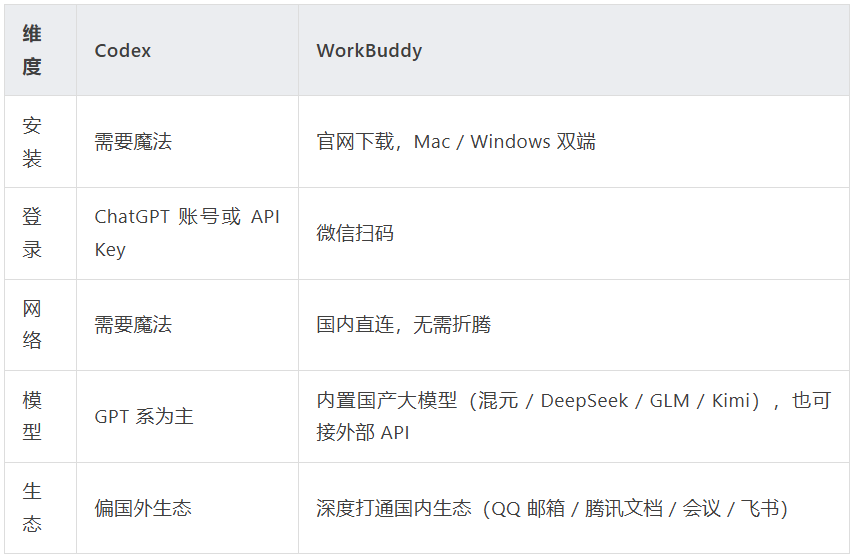 维度 Codex WorkBuddy
安装 需要魔法 官网下载，Mac / Windows 双端
登录 ChatGPT 账号或 API Key 微信扫码
网络 需要魔法 国内直连，无需折腾
模型 GPT 系为主 内置国产大模型（混元 / DeepSeek / GLM / Kimi），也可接外部 API
生态 偏国外生态 深度打通国内生态（QQ 邮箱 / 腾讯文档 / 会议 / 飞书）